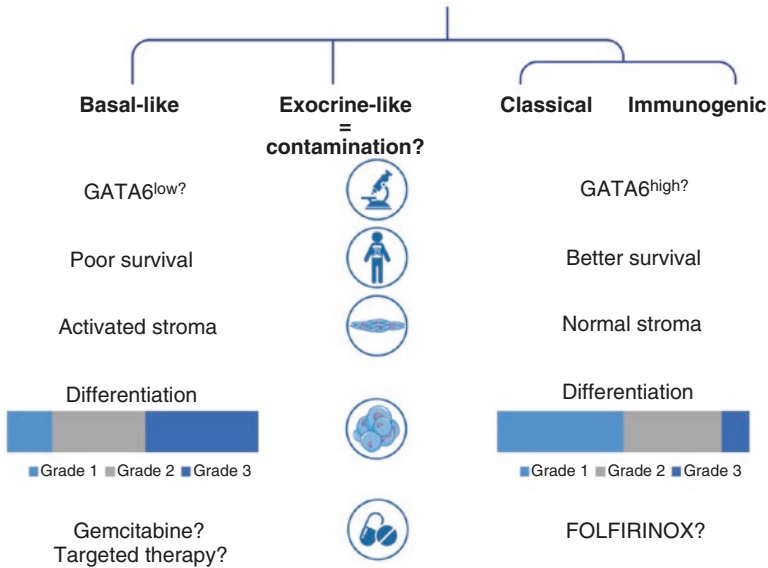 Basal-like
Exocrine-like
=
contamination?
Classical
Immunogenic
GATA6low?
GATA6high?
Poor survival
Better survival
Activated stroma
Normal stroma
Differentiation
Differentiation
Grade 1 Grade 2 Grade 3
Grade 1 Grade 2 Grade 3
Gemcitabine?
Targeted therapy?
FOLFIRINOX?